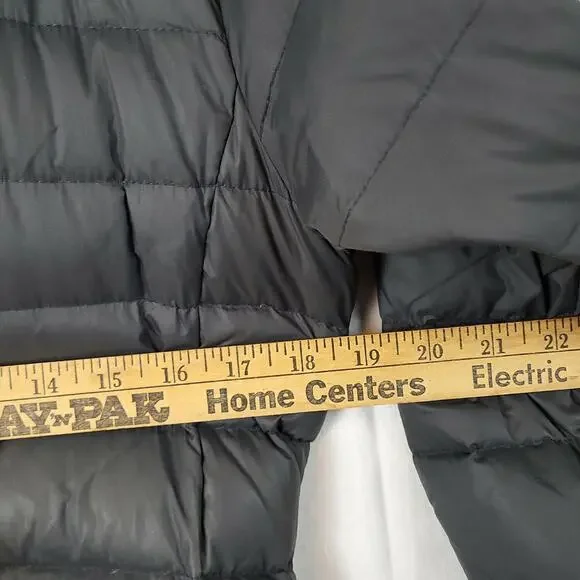 14 15 16 17 18 19 20 21 22
AY 'N PAK Home Centers Electric